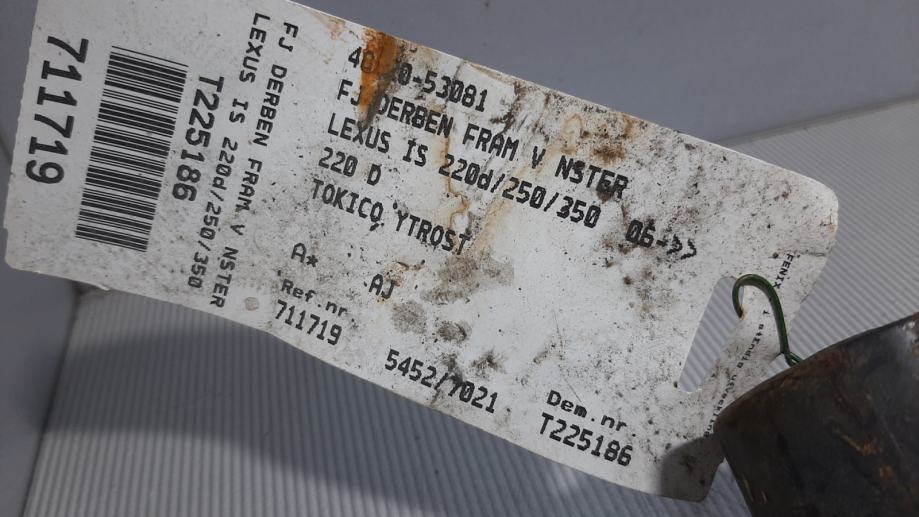 711719
T225186
LEXUS IS 220d/250/350
FJ DERBEN FRAM V NSTER
FJ DERBEN FRAM V NSTER
LEXUS IS 220d/250/350 06->>
220 D
TOKICO YTROST
A* AJ
Ref.nr.
711719
5452/7021
Dem.nr.
T225186
FENIX